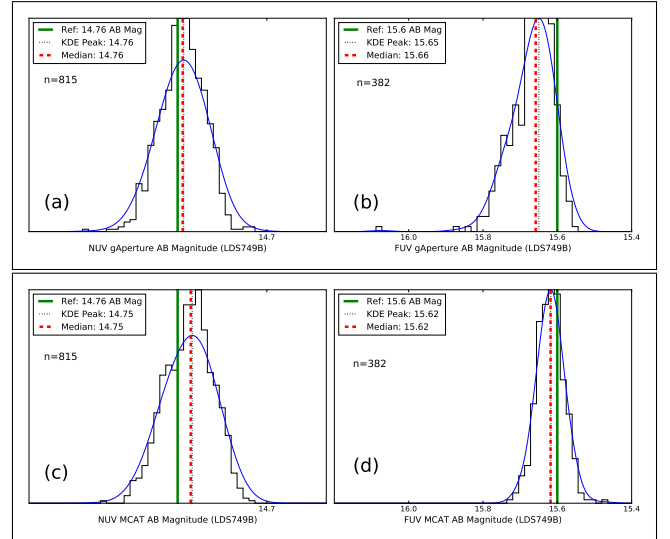 Ref: 14.76 AB Mag
KDE Peak: 14.76
Median: 14.76
n=815
(a)
14.7
NUV gAperture AB Magnitude (LDS749B)
Ref: 15.6 AB Mag
KDE Peak: 15.65
Median: 15.66
n=382
(b)
16.0 15.8 15.6 15.4
FUV gAperture AB Magnitude (LDS749B)
Ref: 14.76 AB Mag
KDE Peak: 14.75
Median: 14.75
n=815
(c)
14.7
NUV MCAT AB Magnitude (LDS749B)
Ref: 15.6 AB Mag
KDE Peak: 15.62
Median: 15.62
n=382
(d)
16.0 15.8 15.6 15.4
FUV MCAT AB Magnitude (LDS749B)